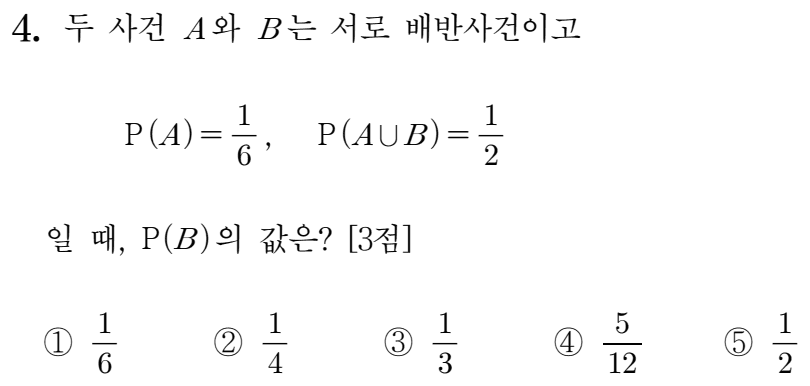 4. 두 사건 A와 B는 서로 배반사건이고
P(A)=1/6, P(A∪B)=1/2
일 때, P(B)의 값은? [3점]
① 1/6 ② 1/4 ③ 1/3 ④ 5/12 ⑤ 1/2